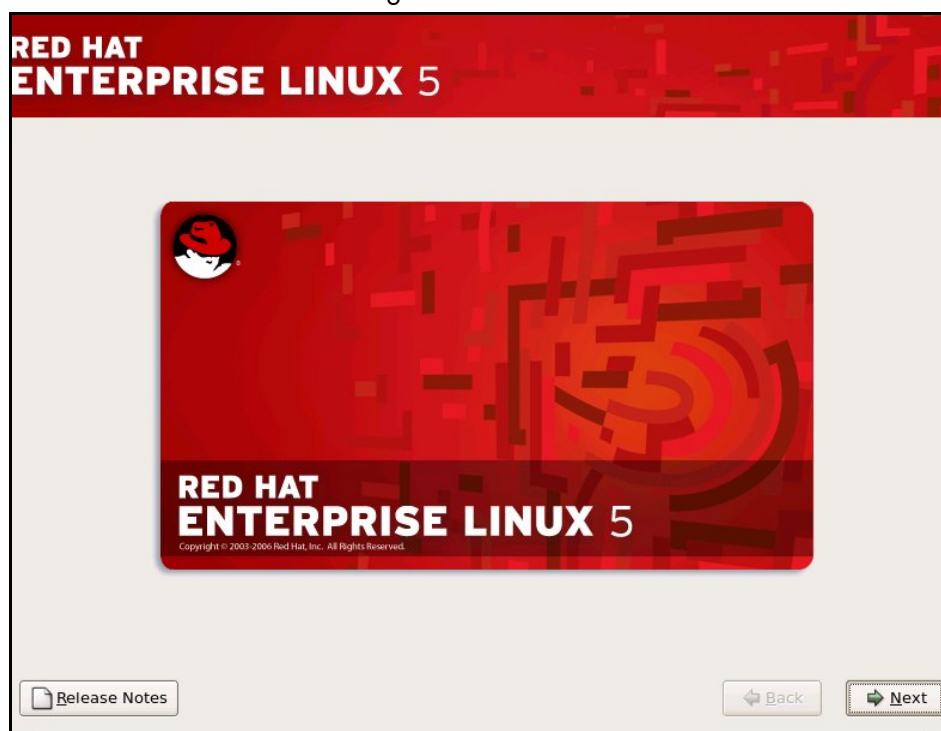 RED HAT
ENTERPRISE LINUX 5
RED HAT
ENTERPRISE LINUX 5
Copyright © 2003-2006 Red Hat, Inc. All Rights Reserved.
Release Notes
Back
Next